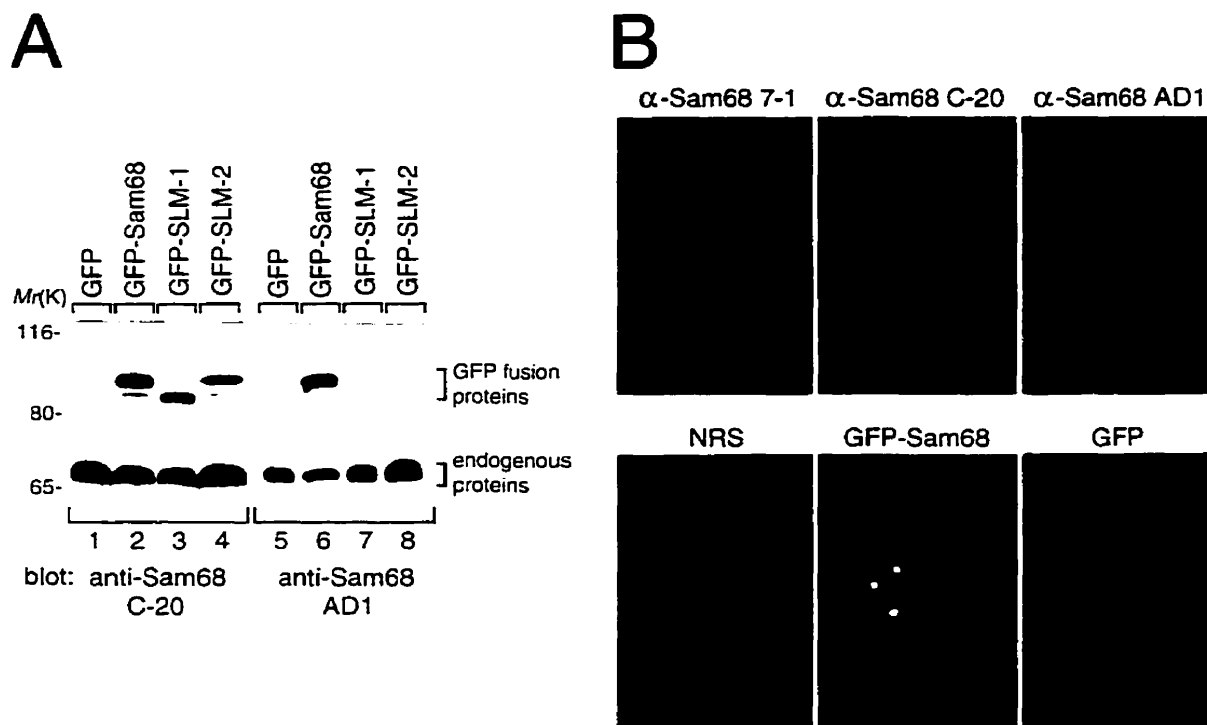 A
GFP
GFP-Sam68
GFP-SLM-1
GFP-SLM-2
GFP
GFP-Sam68
GFP-SLM-1
GFP-SLM-2
Mr(K)
116-
80-
65-
GFP fusion
proteins
endogenous
proteins
1 2 3 4 5 6 7 8
blot: anti-Sam68 anti-Sam68
C-20 AD1
B
α-Sam68 7-1 α-Sam68 C-20 α-Sam68 AD1
NRS GFP-Sam68 GFP